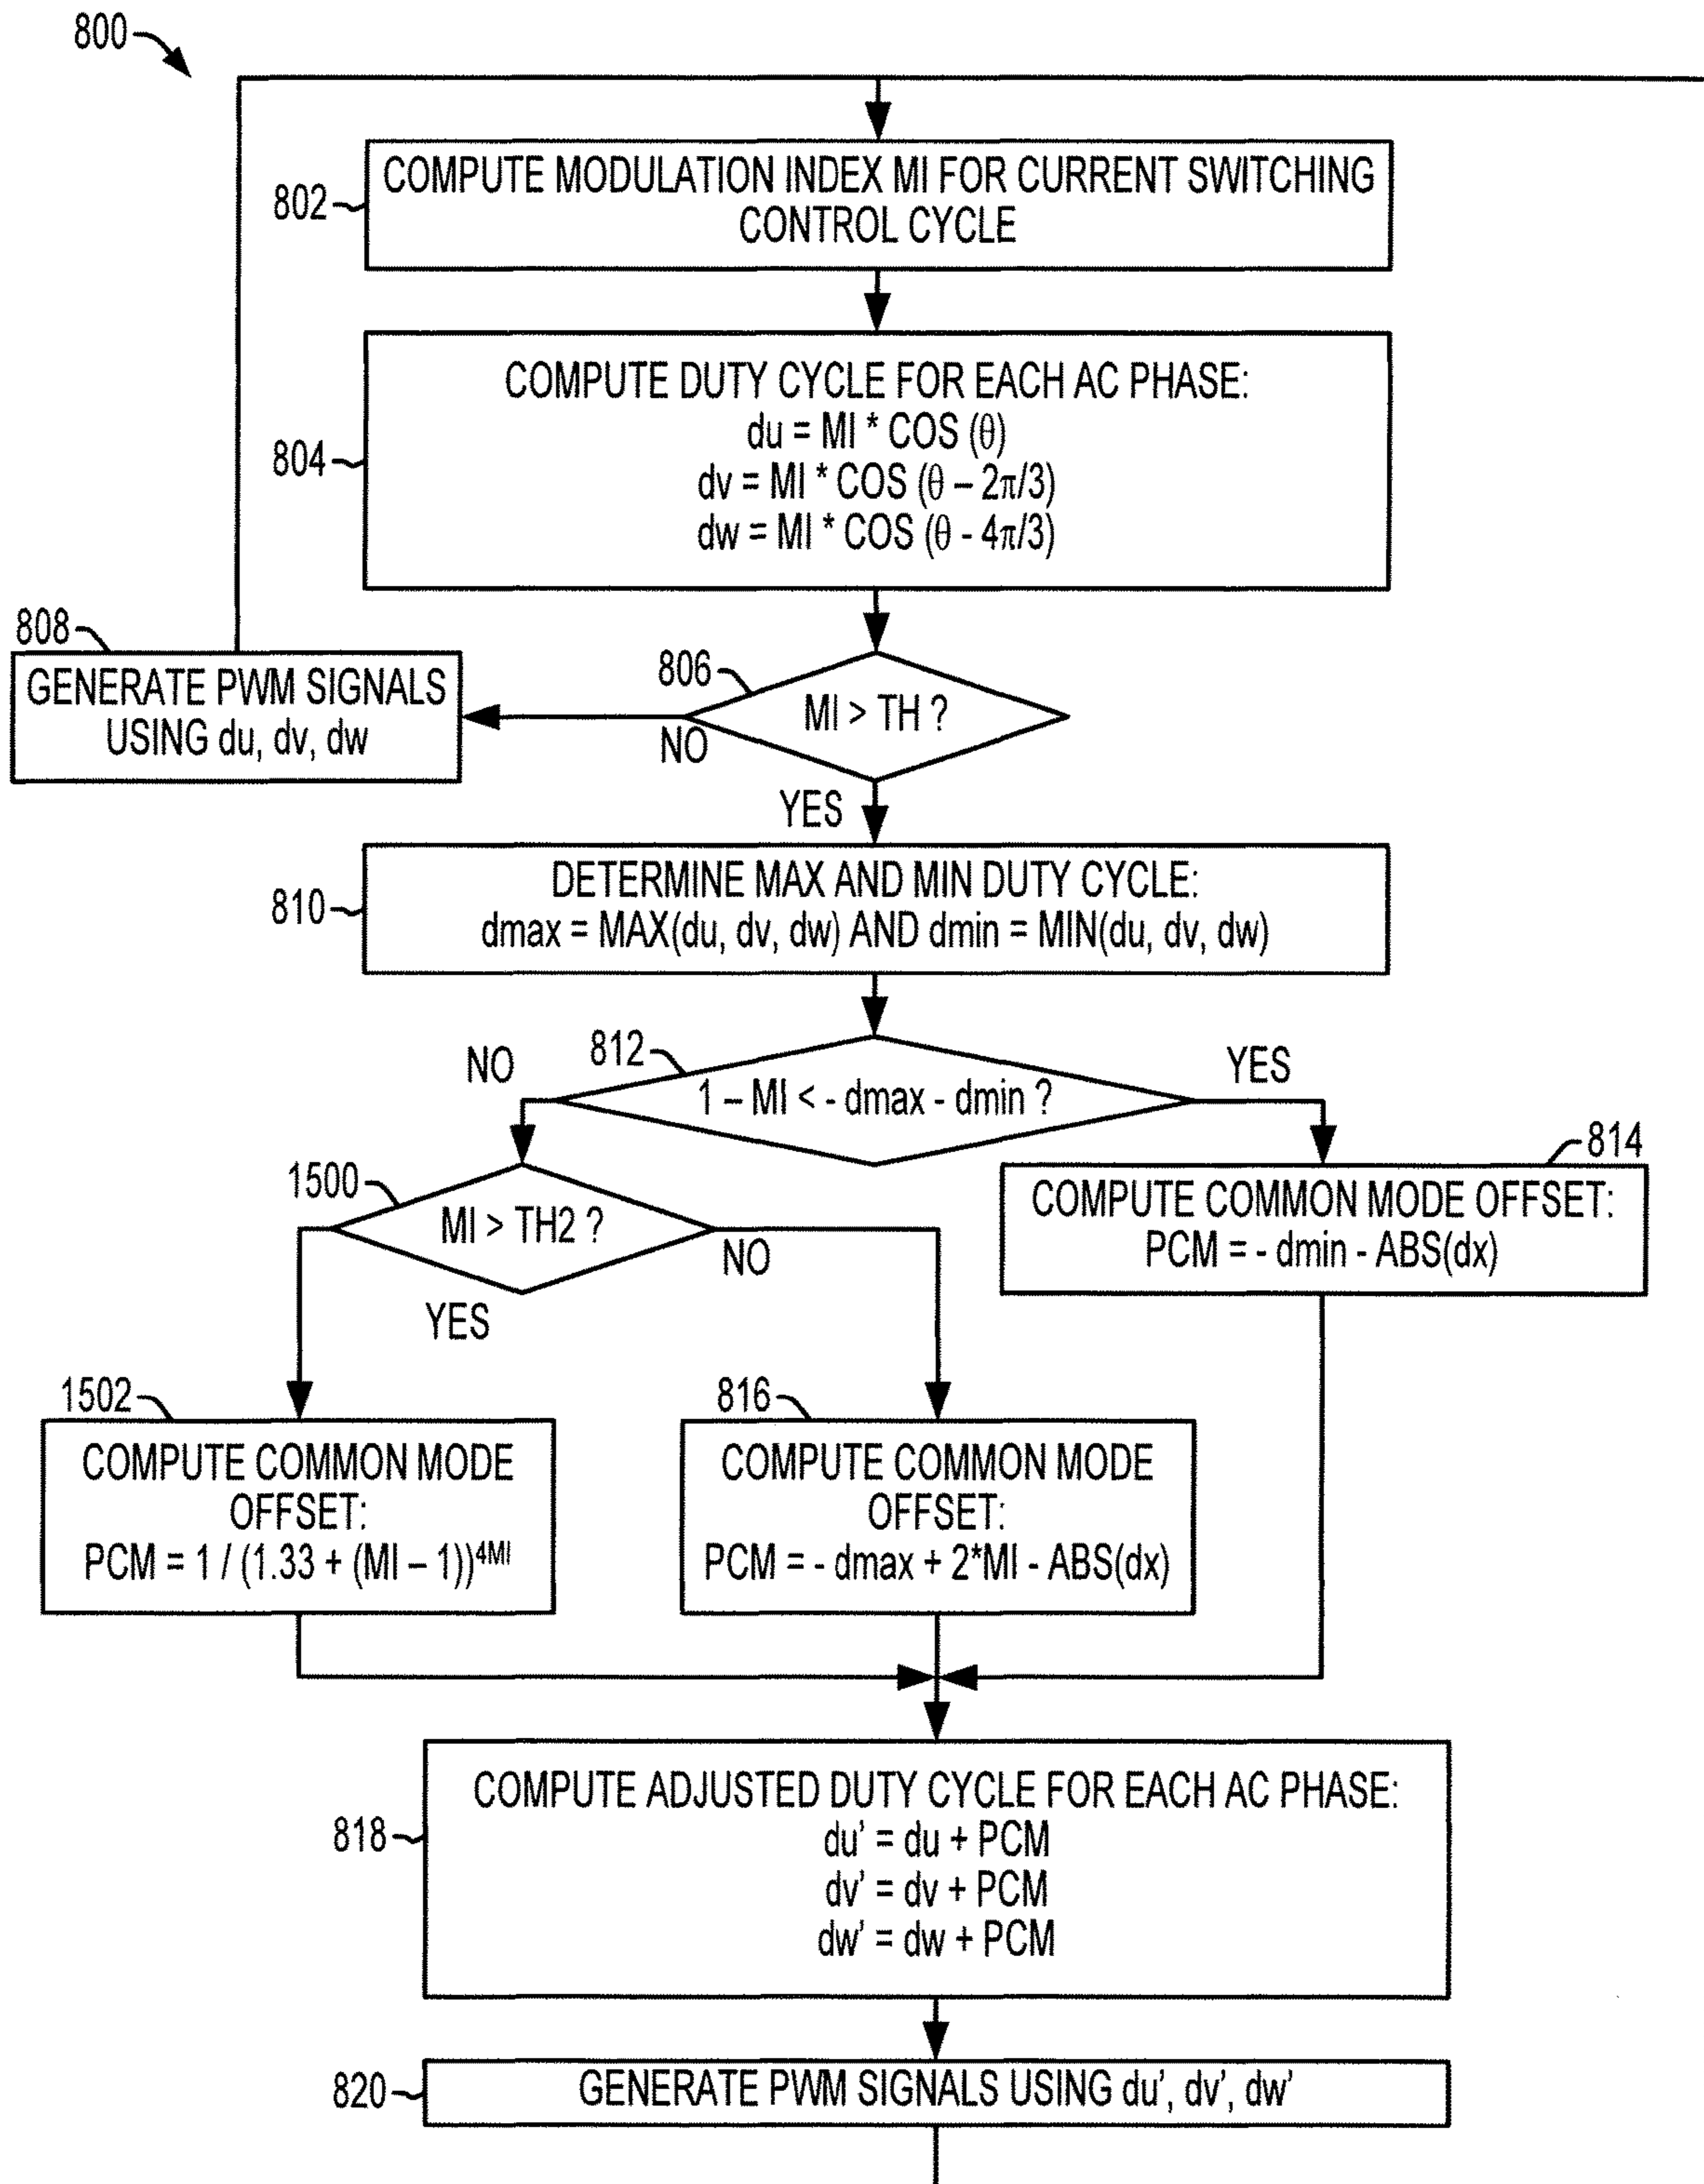 800
802
COMPUTE MODULATION INDEX MI FOR CURRENT SWITCHING
CONTROL CYCLE
804
COMPUTE DUTY CYCLE FOR EACH AC PHASE:
du = MI * COS (θ)
dv = MI * COS (θ – 2π/3)
dw = MI * COS (θ - 4π/3)
808
GENERATE PWM SIGNALS
USING du, dv, dw
806
MI > TH ?
NO
YES
810
DETERMINE MAX AND MIN DUTY CYCLE:
dmax = MAX(du, dv, dw) AND dmin = MIN(du, dv, dw)
812
NO
1 – MI < - dmax - dmin ?
YES
814
COMPUTE COMMON MODE OFFSET:
PCM = - dmin - ABS(dx)
1500
MI > TH2 ?
NO
YES
1502
COMPUTE COMMON MODE
OFFSET:
PCM = 1 / (1.33 + (MI – 1))⁴ᴹᴵ
816
COMPUTE COMMON MODE
OFFSET:
PCM = - dmax + 2*MI - ABS(dx)
818
COMPUTE ADJUSTED DUTY CYCLE FOR EACH AC PHASE:
du' = du + PCM
dv' = dv + PCM
dw' = dw + PCM
820
GENERATE PWM SIGNALS USING du', dv', dw'